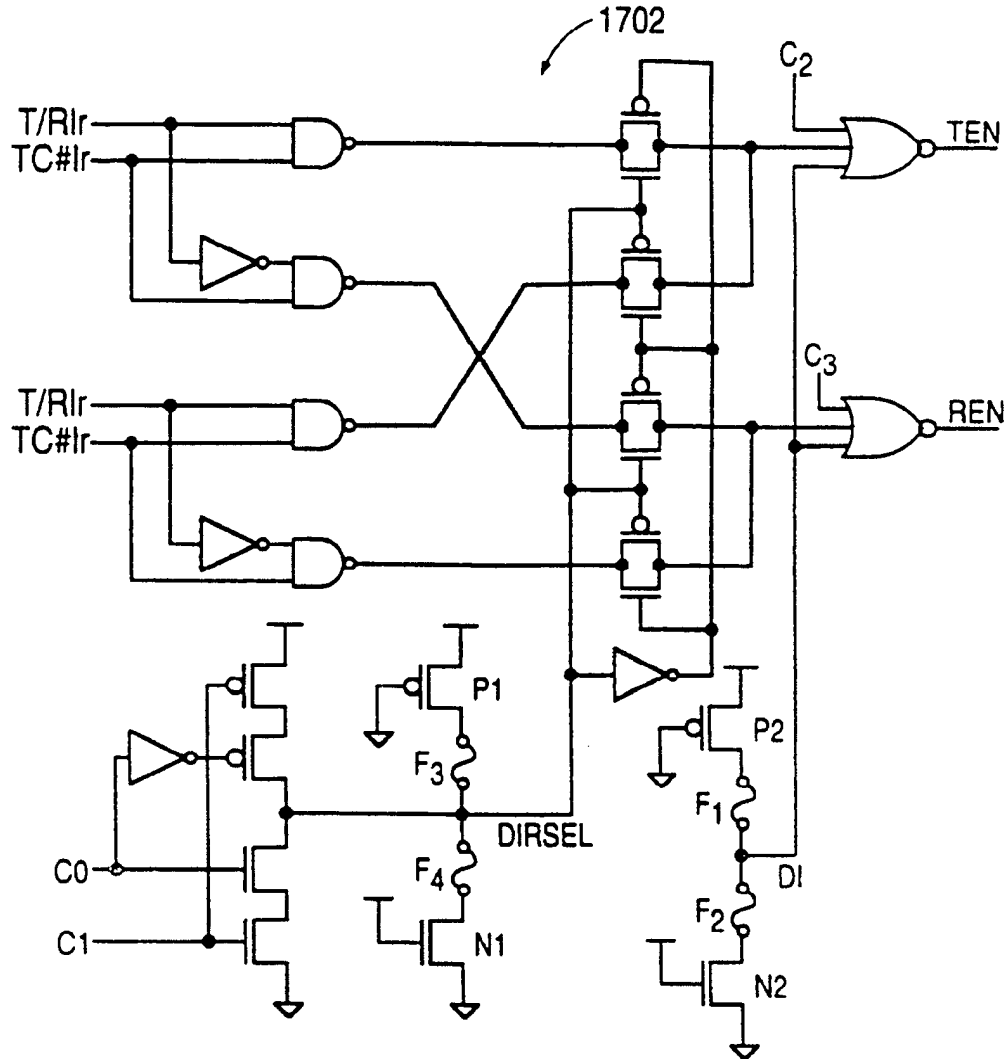 1702
C2
T/RIr
TC#Ir
TEN
T/RIr
TC#Ir
C3
REN
P1
F3
P2
F1
DIRSEL
C0
F4
DI
C1
N1
F2
N2